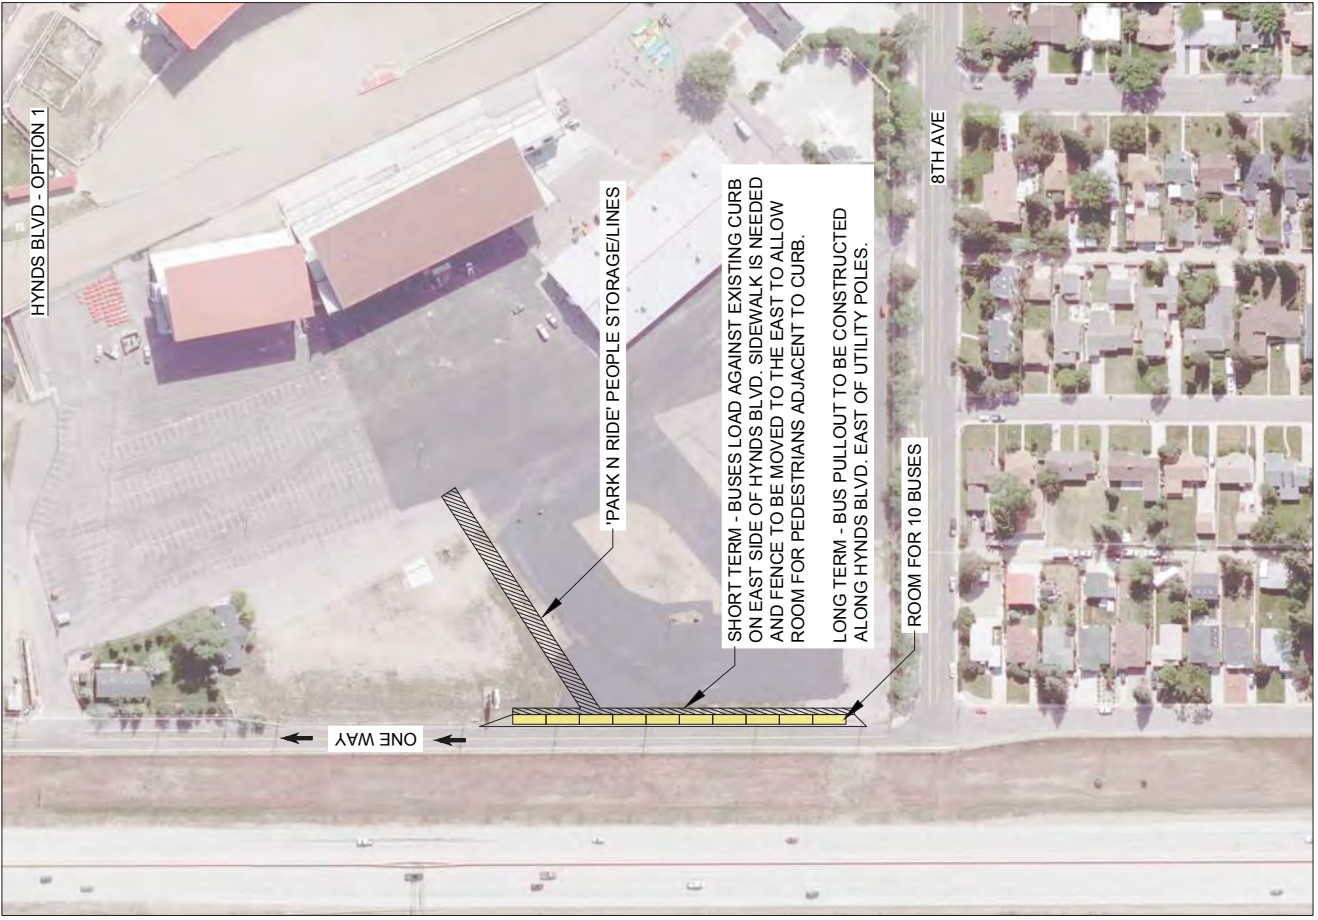 HYNDS BLVD - OPTION 1
'PARK N RIDE' PEOPLE STORAGE/LINES
SHORT TERM - BUSES LOAD AGAINST EXISTING CURB
ON EAST SIDE OF HYNDS BLVD. SIDEWALK IS NEEDED
AND FENCE TO BE MOVED TO THE EAST TO ALLOW
ROOM FOR PEDESTRIANS ADJACENT TO CURB.
LONG TERM - BUS PULLOUT TO BE CONSTRUCTED
ALONG HYNDS BLVD. EAST OF UTILITY POLES.
ROOM FOR 10 BUSES
8TH AVE
ONE WAY